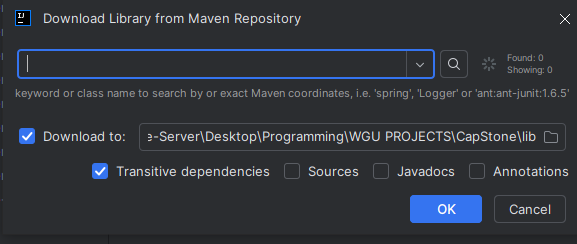 IJ
Download Library from Maven Repository
Found: 0
Showing: 0
keyword or class name to search by or exact Maven coordinates, i.e. 'spring', 'Logger' or 'ant:ant-junit:1.6.5'
Download to: e-Server\Desktop\Programming\WGU PROJECTS\CapStone\lib
Transitive dependencies Sources Javadocs Annotations
OK Cancel